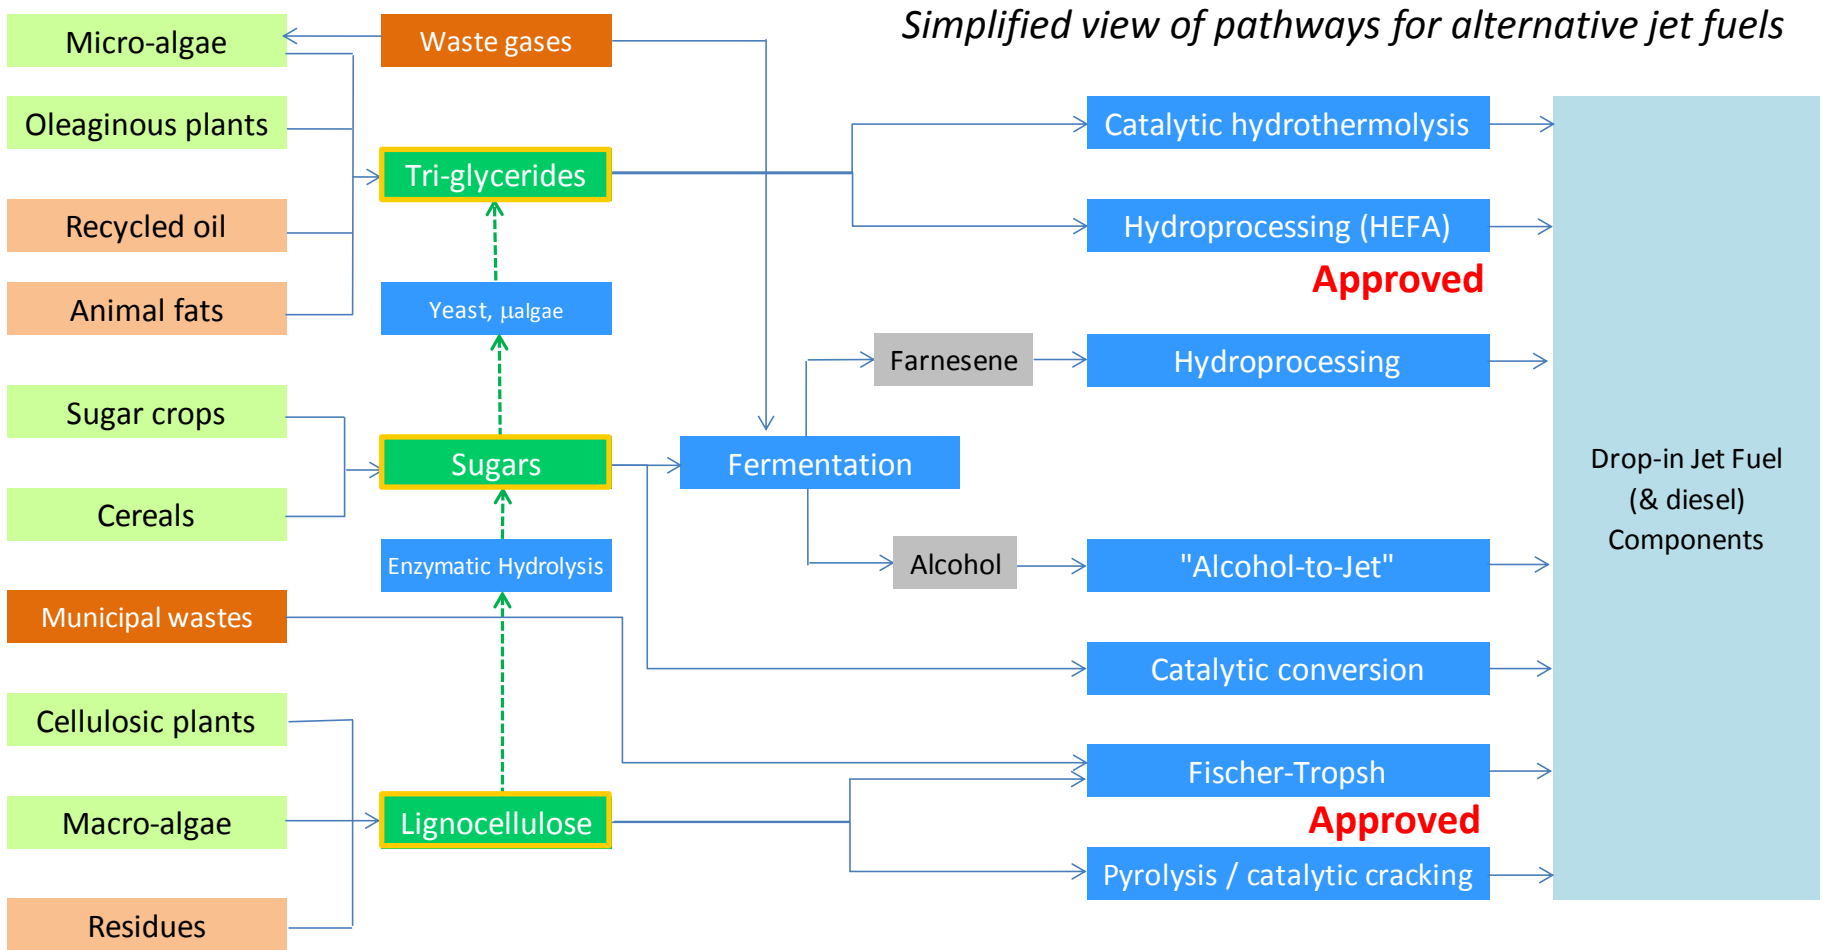 Simplified view of pathways for alternative jet fuels
Micro-algae
Waste gases
Oleaginous plants
Catalytic hydrothermolysis
Tri-glycerides
Recycled oil
Hydroprocessing (HEFA)
Approved
Animal fats
Yeast, µalgae
Farnesene
Hydroprocessing
Sugar crops
Sugars
Fermentation
Drop-in Jet Fuel
(& diesel)
Components
Cereals
Enzymatic Hydrolysis
Alcohol
"Alcohol-to-Jet"
Municipal wastes
Catalytic conversion
Cellulosic plants
Fischer-Tropsh
Approved
Macro-algae
Lignocellulose
Pyrolysis / catalytic cracking
Residues